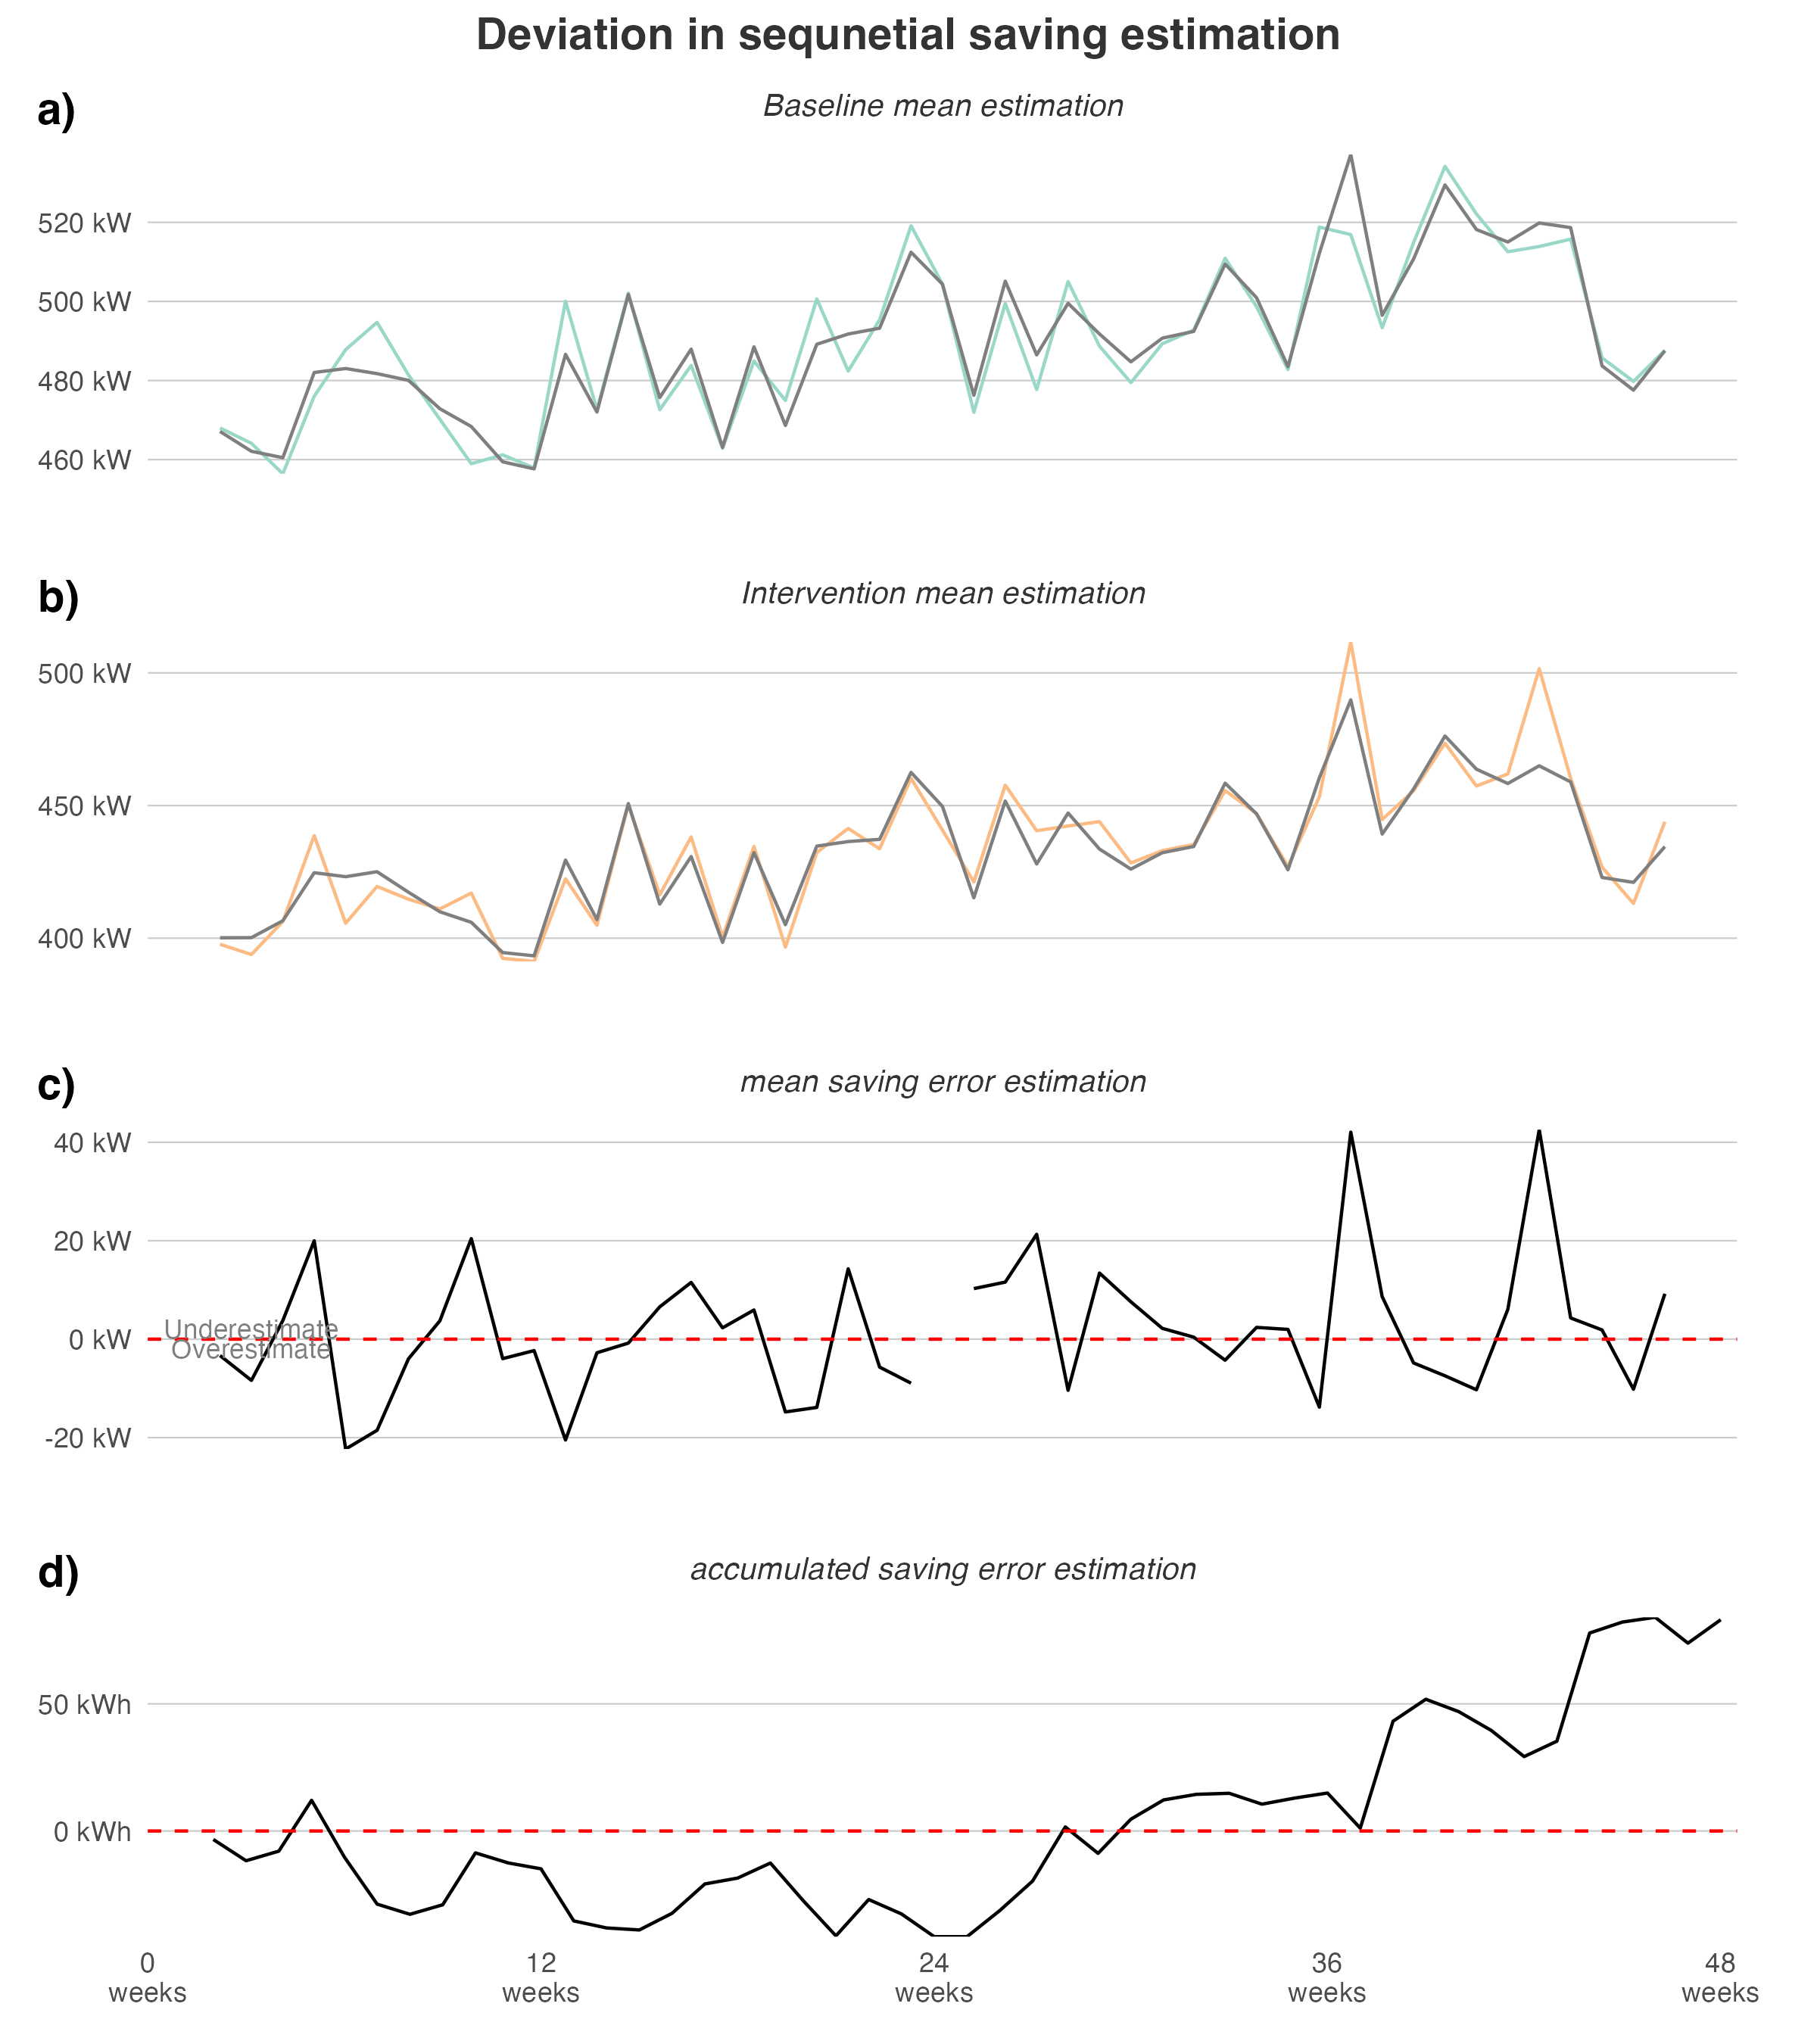 Deviation in sequnetial saving estimation
a)
Baseline mean estimation
520 kW
500 kW
480 kW
460 kW
b)
Intervention mean estimation
500 kW
450 kW
400 kW
c)
mean saving error estimation
40 kW
20 kW
Underestimate
0 kW
Overestimate
-20 kW
d)
accumulated saving error estimation
50 kWh
0 kWh
0 12 24 36 48
weeks weeks weeks weeks weeks